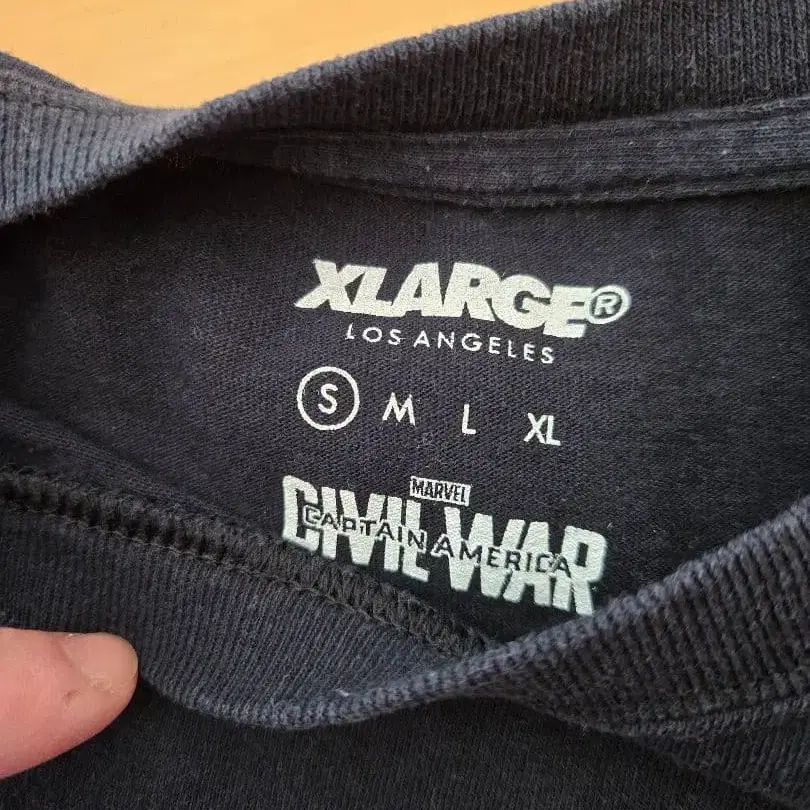 XLARGE®
LOS ANGELES
S M L XL
MARVEL
CAPTAIN AMERICA
CIVIL WAR